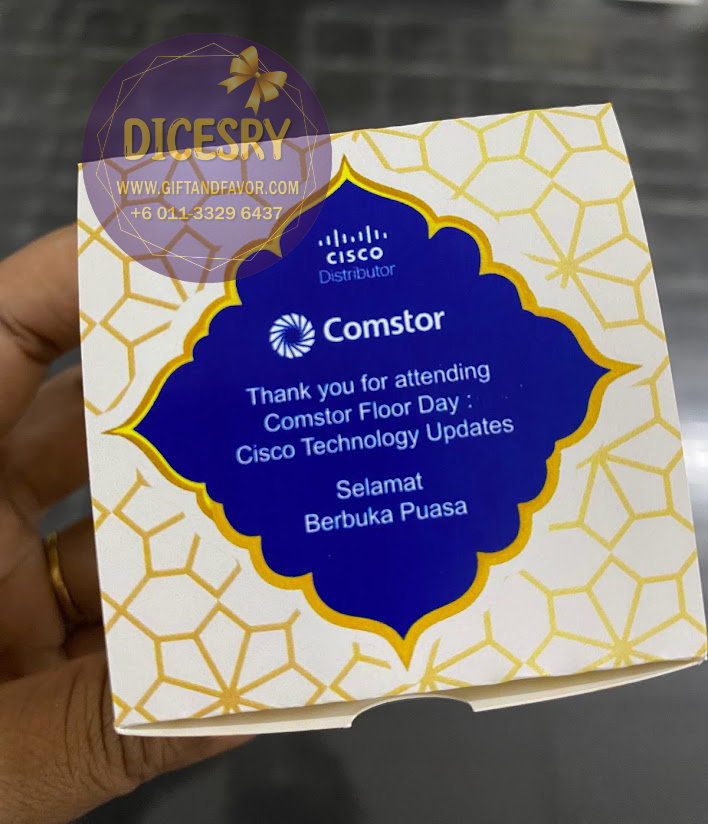 DICESRY
WWW.GIFTANDFAVOR.COM
+6 011-3329 6437
CISCO
Distributor
Comstor
Thank you for attending
Comstor Floor Day :
Cisco Technology Updates
Selamat
Berbuka Puasa